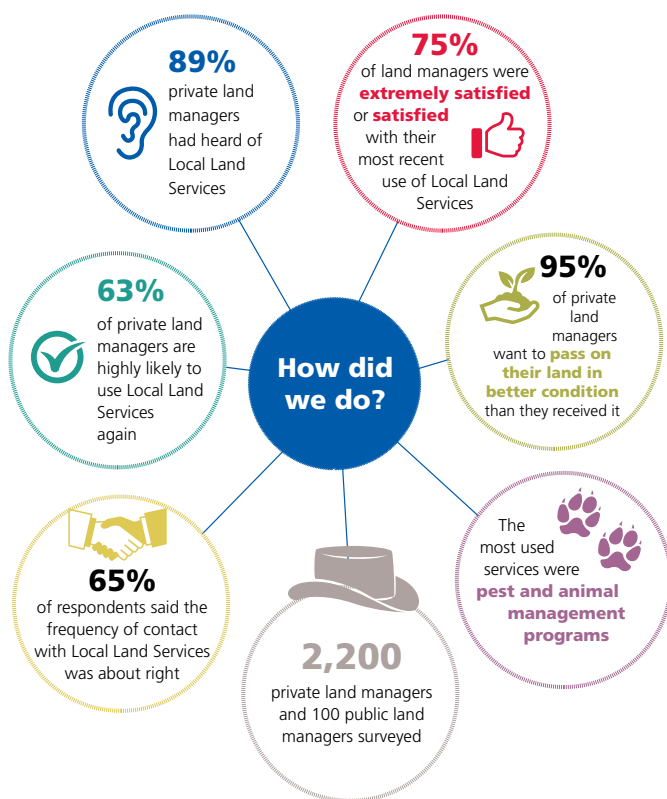 89%
private land
managers
had heard of
Local Land
Services
75%
of land managers were
extremely satisfied
or satisfied
with their
most recent
use of Local Land
Services
63%
of private land
managers are
highly likely to
use Local Land
Services
again
How did
we do?
95%
of private
land
managers
want to pass on
their land in
better condition
than they received it
65%
of respondents said the
frequency of contact
with Local Land Services
was about right
2,200
private land managers
and 100 public land
managers surveyed
The
most used
services were
pest and animal
management
programs